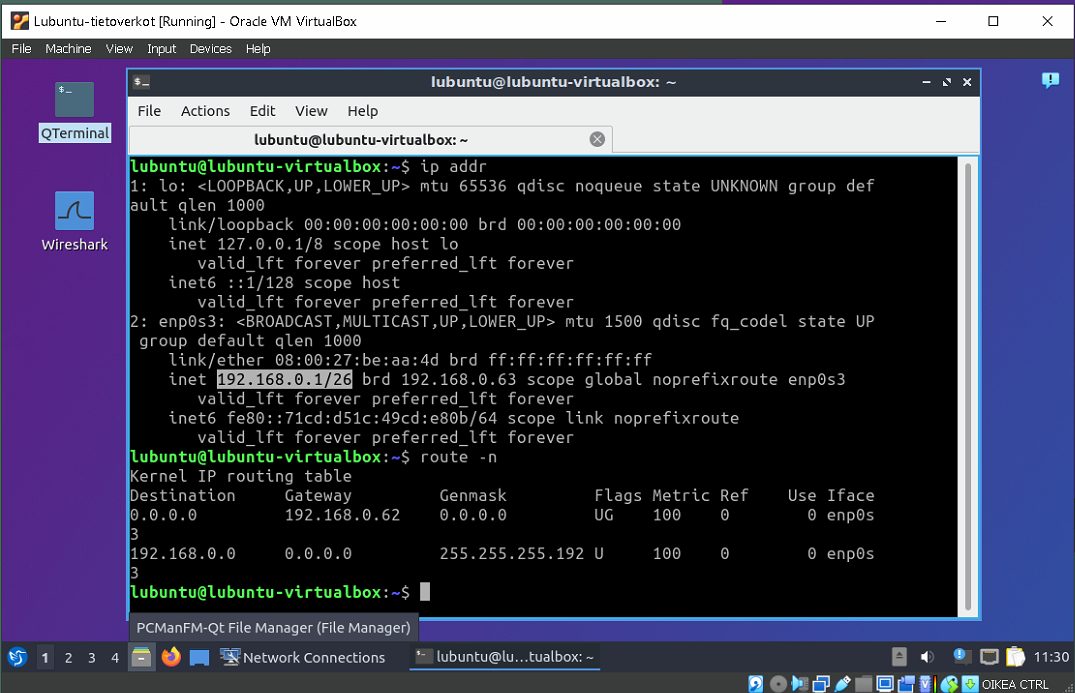 Lubuntu-tietoverkot [Running] - Oracle VM VirtualBox
File Machine View Input Devices Help
lubuntu@lubuntu-virtualbox: ~
File Actions Edit View Help
lubuntu@lubuntu-virtualbox: ~
QTerminal
Wireshark
lubuntu@lubuntu-virtualbox:~$ ip addr
1: lo: <LOOPBACK,UP,LOWER_UP> mtu 65536 qdisc noqueue state UNKNOWN group def
ault qlen 1000
    link/loopback 00:00:00:00:00:00 brd 00:00:00:00:00:00
    inet 127.0.0.1/8 scope host lo
       valid_lft forever preferred_lft forever
    inet6 ::1/128 scope host
       valid_lft forever preferred_lft forever
2: enp0s3: <BROADCAST,MULTICAST,UP,LOWER_UP> mtu 1500 qdisc fq_codel state UP
 group default qlen 1000
    link/ether 08:00:27:be:aa:4d brd ff:ff:ff:ff:ff:ff
    inet 192.168.0.1/26 brd 192.168.0.63 scope global noprefixroute enp0s3
       valid_lft forever preferred_lft forever
    inet6 fe80::71cd:d51c:49cd:e80b/64 scope link noprefixroute
       valid_lft forever preferred_lft forever
lubuntu@lubuntu-virtualbox:~$ route -n
Kernel IP routing table
Destination     Gateway         Genmask         Flags Metric Ref    Use Iface
0.0.0.0         192.168.0.62    0.0.0.0         UG    100    0        0 enp0s
3
192.168.0.0     0.0.0.0         255.255.255.192 U     100    0        0 enp0s
3
lubuntu@lubuntu-virtualbox:~$
PCManFM-Qt File Manager (File Manager)
1 2 3 4 Network Connections lubuntu@lu...tualbox: ~ 11:30
OIKEA CTRL